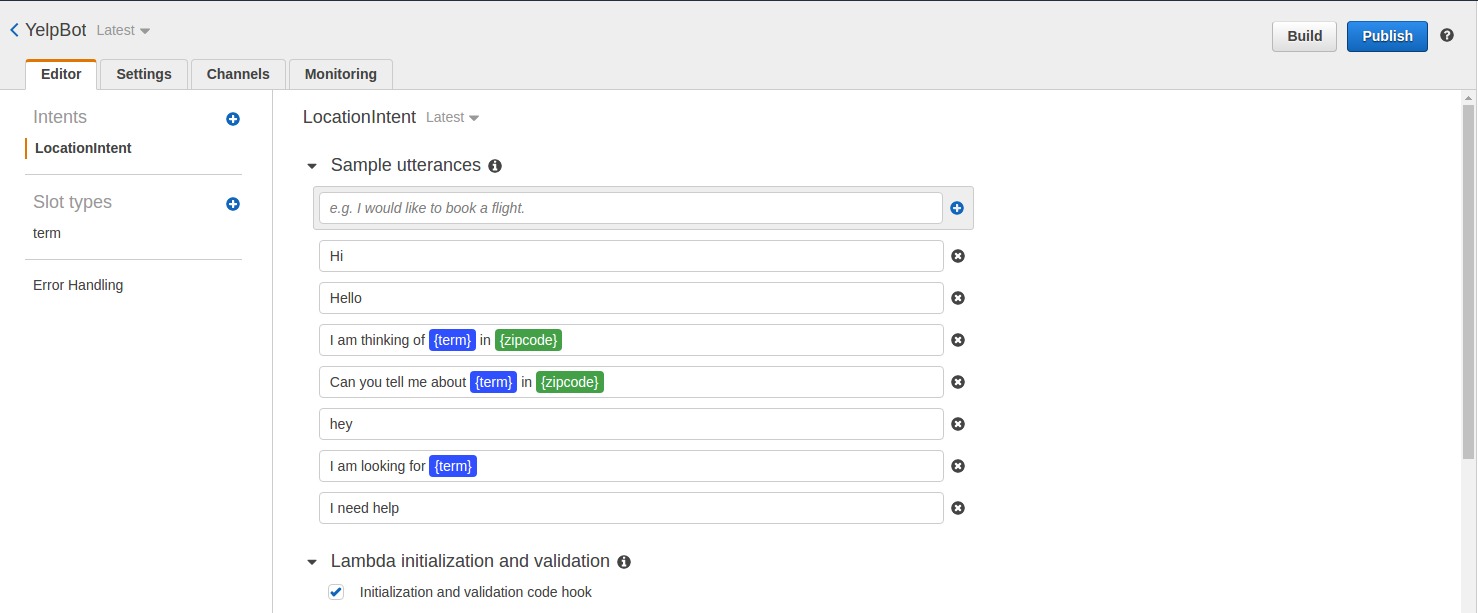 YelpBot Latest
Build Publish
Editor Settings Channels Monitoring
Intents
LocationIntent
Slot types
term
Error Handling
LocationIntent Latest
Sample utterances
e.g. I would like to book a flight.
Hi
Hello
I am thinking of {term} in {zipcode}
Can you tell me about {term} in {zipcode}
hey
I am looking for {term}
I need help
Lambda initialization and validation
Initialization and validation code hook